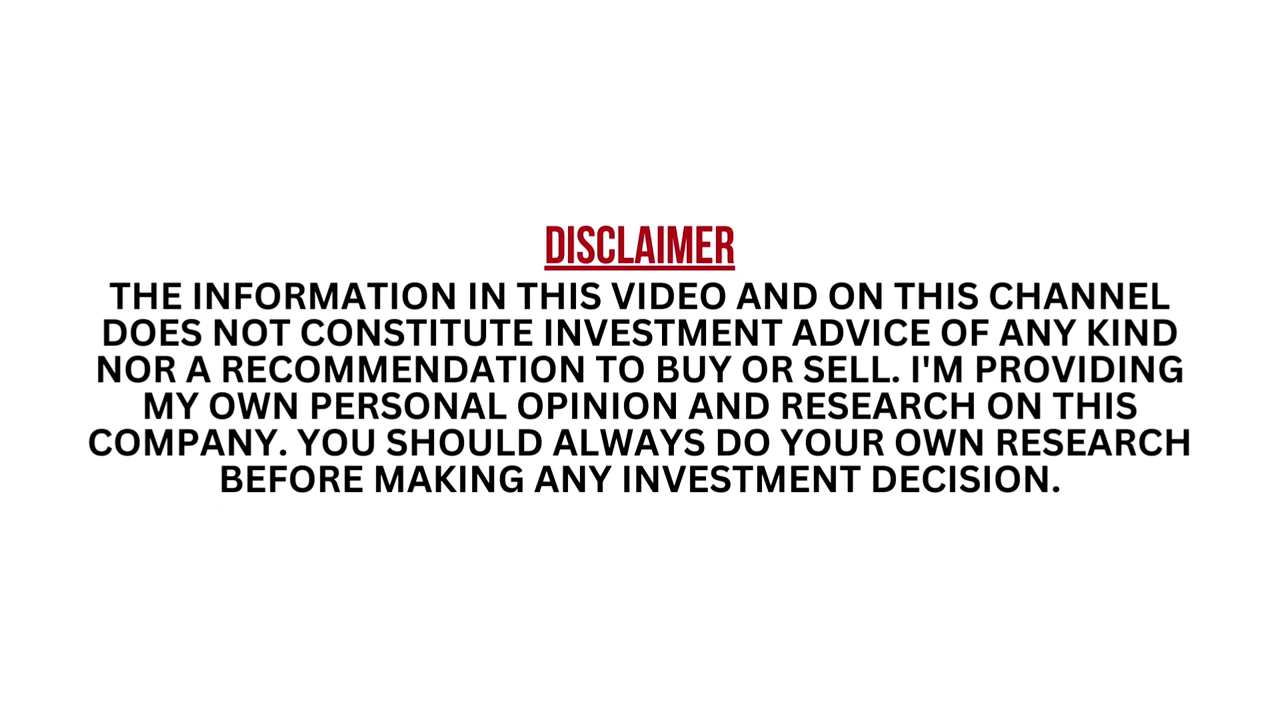 DISCLAIMER
THE INFORMATION IN THIS VIDEO AND ON THIS CHANNEL
DOES NOT CONSTITUTE INVESTMENT ADVICE OF ANY KIND
NOR A RECOMMENDATION TO BUY OR SELL. I'M PROVIDING
MY OWN PERSONAL OPINION AND RESEARCH ON THIS
COMPANY. YOU SHOULD ALWAYS DO YOUR OWN RESEARCH
BEFORE MAKING ANY INVESTMENT DECISION.